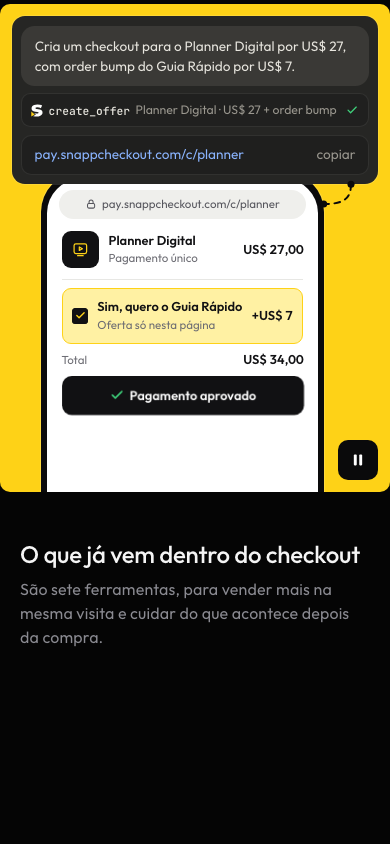 Cria um checkout para o Planner Digital por US$ 27,
com order bump do Guia Rápido por US$ 7.
create_offer Planner Digital · US$ 27 + order bump
pay.snappcheckout.com/c/planner copiar
pay.snappcheckout.com/c/planner
Planner Digital
Pagamento único
US$ 27,00
Sim, quero o Guia Rápido
Oferta só nesta página
+US$ 7
Total US$ 34,00
Pagamento aprovado
O que já vem dentro do checkout
São sete ferramentas, para vender mais na
mesma visita e cuidar do que acontece depois
da compra.